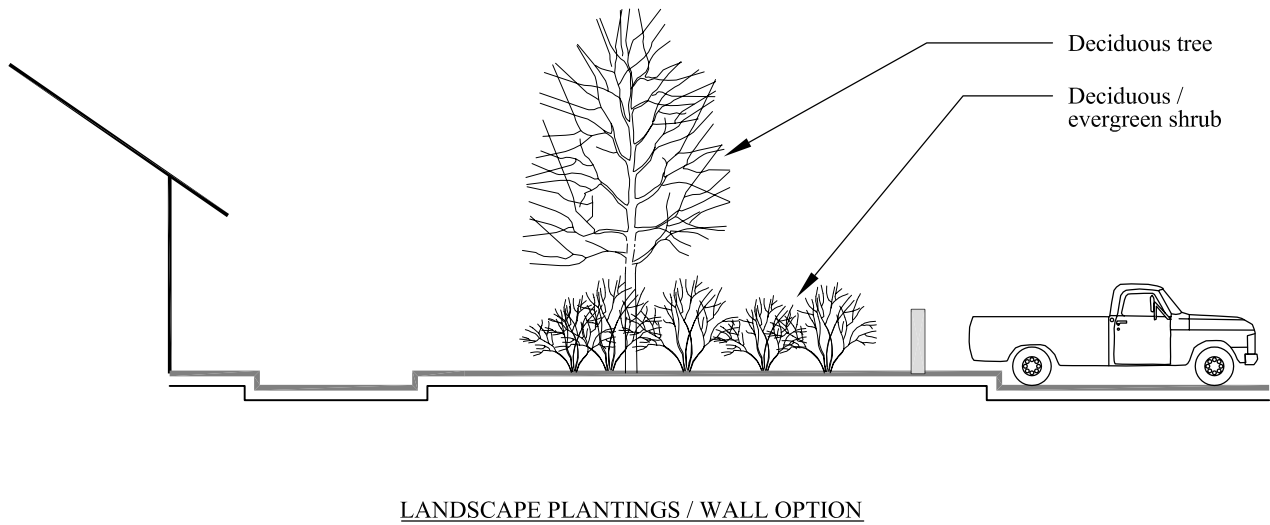 Deciduous tree
Deciduous /
evergreen shrub
LANDSCAPE PLANTINGS / WALL OPTION